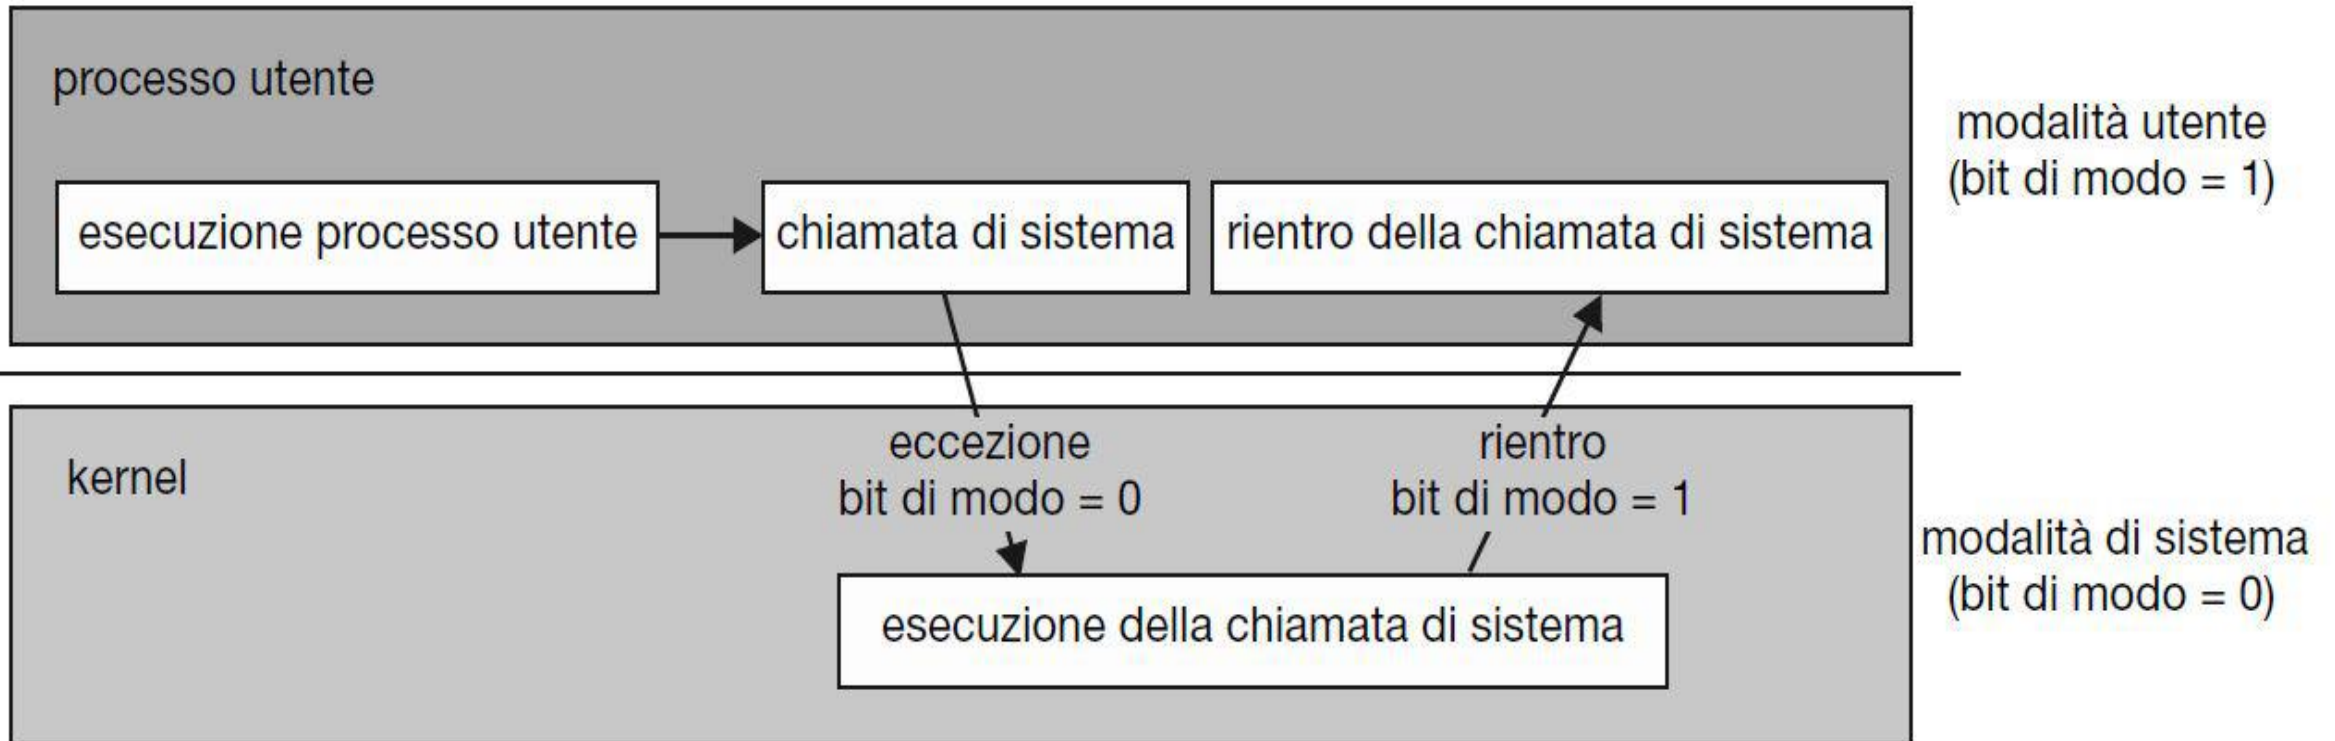 processo utente
modalità utente
(bit di modo = 1)
esecuzione processo utente
chiamata di sistema
rientro della chiamata di sistema
kernel
eccezione
bit di modo = 0
rientro
bit di modo = 1
modalità di sistema
(bit di modo = 0)
esecuzione della chiamata di sistema